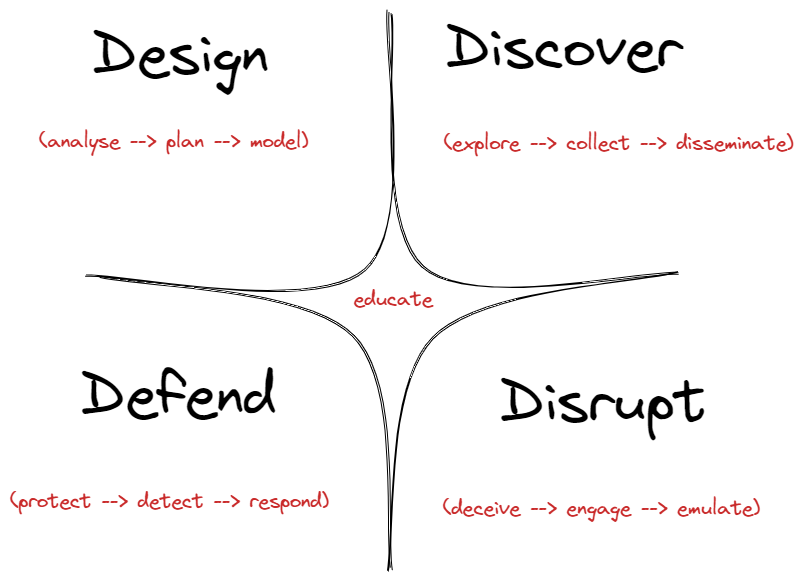 Design
(analyse --> plan --> model)
Discover
(explore --> collect --> disseminate)
educate
Defend
(protect --> detect --> respond)
Disrupt
(deceive --> engage --> emulate)